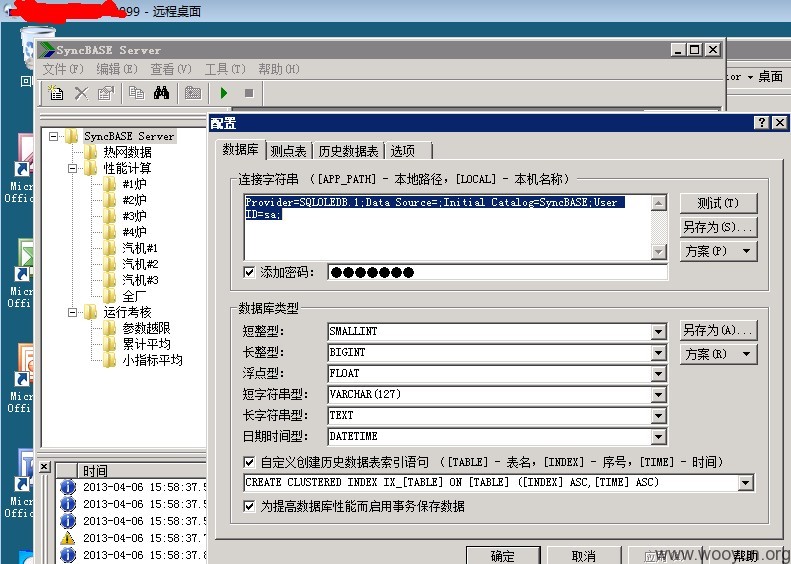 99 - 远程桌面
SyncBASE Server
文件(F) 编辑(E) 查看(V) 工具(T) 帮助(H)
桌面
回
配置
数据库 测点表 历史数据表 选项
SyncBASE Server
热网数据
性能计算
#1炉
#2炉
#3炉
#4炉
汽机#1
汽机#2
汽机#3
全厂
运行考核
参数越限
累计平均
小指标平均
Micr
Offi
Micr
Offi
Micr
Offi
Micr
Offi
连接字符串 ([APP_PATH] - 本地路径, [LOCAL] - 本机名称)
Provider=SQLOLEDB.1;Data Source=;Initial Catalog=SyncBASE;User
ID=sa;
测试(T)
另存为(S)...
方案(P)
添加密码: ●●●●●●●
数据库类型
短整型: SMALLINT
另存为(A)...
长整型: BIGINT
方案(R)
浮点型: FLOAT
短字符串型: VARCHAR(127)
长字符串型: TEXT
日期时间型: DATETIME
自定义创建历史数据表索引语句 ([TABLE] - 表名, [INDEX] - 序号, [TIME] - 时间)
CREATE CLUSTERED INDEX IX_[TABLE] ON [TABLE] ([INDEX] ASC,[TIME] ASC)
为提高数据库性能而启用事务保存数据
时间
2013-04-06 15:58:37.5
2013-04-06 15:58:37.5
2013-04-06 15:58:37.5
2013-04-06 15:58:37.7
2013-04-06 15:58:37.8
确定 取消 帮助
www.wooyun.org